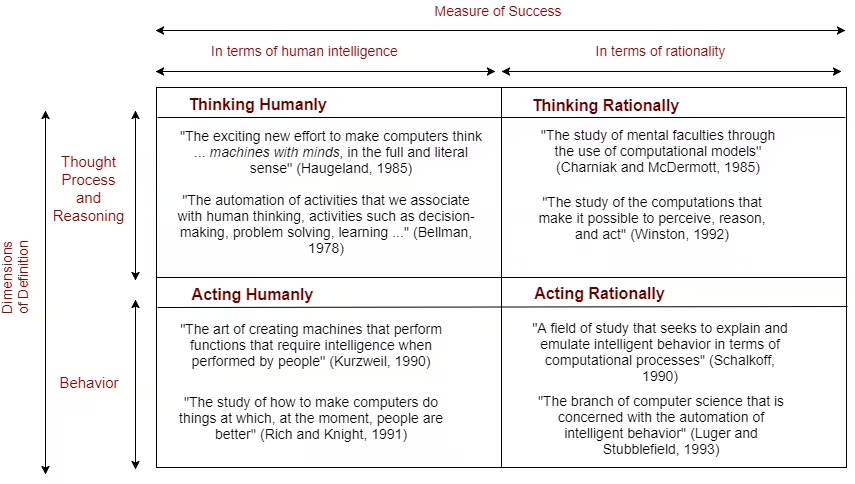 Measure of Success
In terms of human intelligence
In terms of rationality
Dimensions
of Definition
Thought
Process
and
Reasoning
Thinking Humanly
"The exciting new effort to make computers think
... machines with minds, in the full and literal
sense" (Haugeland, 1985)
"The automation of activities that we associate
with human thinking, activities such as decision-
making, problem solving, learning ..." (Bellman,
1978)
Thinking Rationally
"The study of mental faculties through
the use of computational models"
(Charniak and McDermott, 1985)
"The study of the computations that
make it possible to perceive, reason,
and act" (Winston, 1992)
Behavior
Acting Humanly
"The art of creating machines that perform
functions that require intelligence when
performed by people" (Kurzweil, 1990)
"The study of how to make computers do
things at which, at the moment, people are
better" (Rich and Knight, 1991)
Acting Rationally
"A field of study that seeks to explain and
emulate intelligent behavior in terms of
computational processes" (Schalkoff,
1990)
"The branch of computer science that is
concerned with the automation of
intelligent behavior" (Luger and
Stubblefield, 1993)